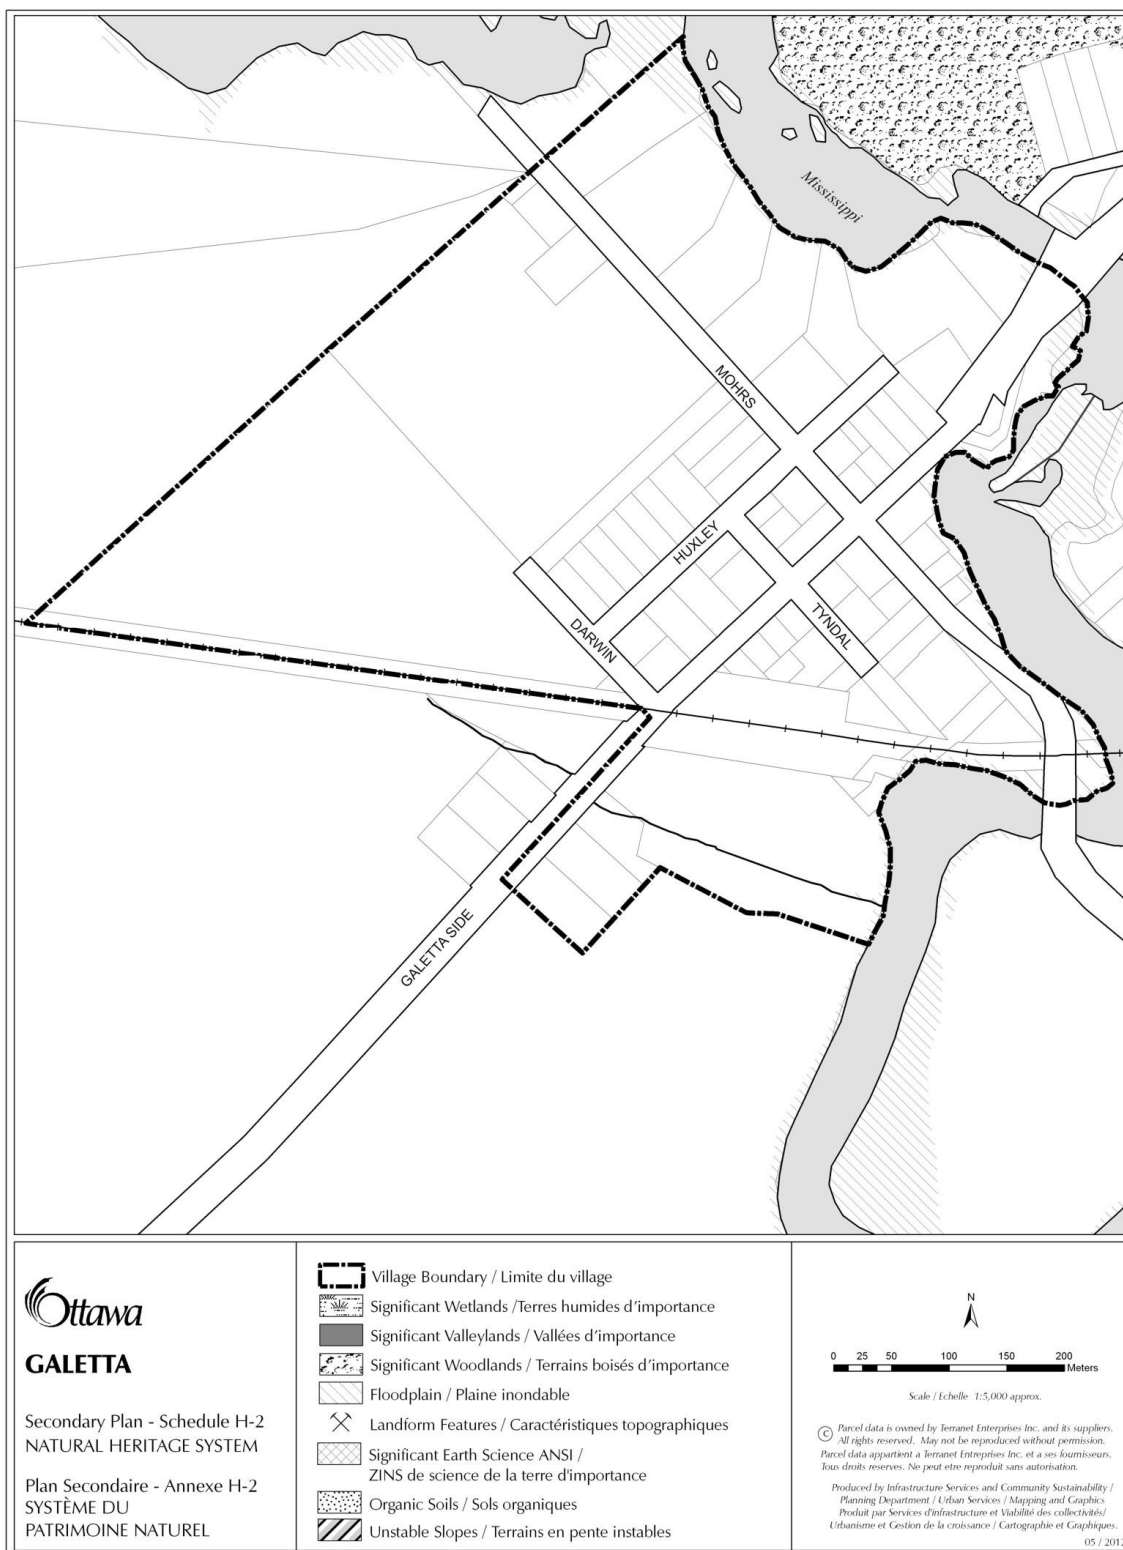 Mississippi
MOHRS
HUXLEY
DARWIN
TYNDAL
GALETTA SIDE
Ottawa
GALETTA
Secondary Plan - Schedule H-2
NATURAL HERITAGE SYSTEM
Plan Secondaire - Annexe H-2
SYSTÈME DU
PATRIMOINE NATUREL
Village Boundary / Limite du village
Significant Wetlands /Terres humides d'importance
Significant Valleylands / Vallées d'importance
Significant Woodlands / Terrains boisés d'importance
Floodplain / Plaine inondable
Landform Features / Caractéristiques topographiques
Significant Earth Science ANSI /
ZINS de science de la terre d'importance
Organic Soils / Sols organiques
Unstable Slopes / Terrains en pente instables
N
0 25 50 100 150 200
Meters
Scale / Echelle 1:5,000 approx.
© Parcel data is owned by Terranet Enterprises Inc. and its suppliers.
All rights reserved. May not be reproduced without permission.
Parcel data appartient a Terranet Entreprises Inc. et a ses fournisseurs.
Tous droits reserves. Ne peut etre reproduit sans autorisation.
Produced by Infrastructure Services and Community Sustainability /
Planning Department / Urban Services / Mapping and Graphics
Produit par Services d'infrastructure et Viabilité des collectivités/
Urbanisme et Gestion de la croissance / Cartographie et Graphiques.
05 / 2012